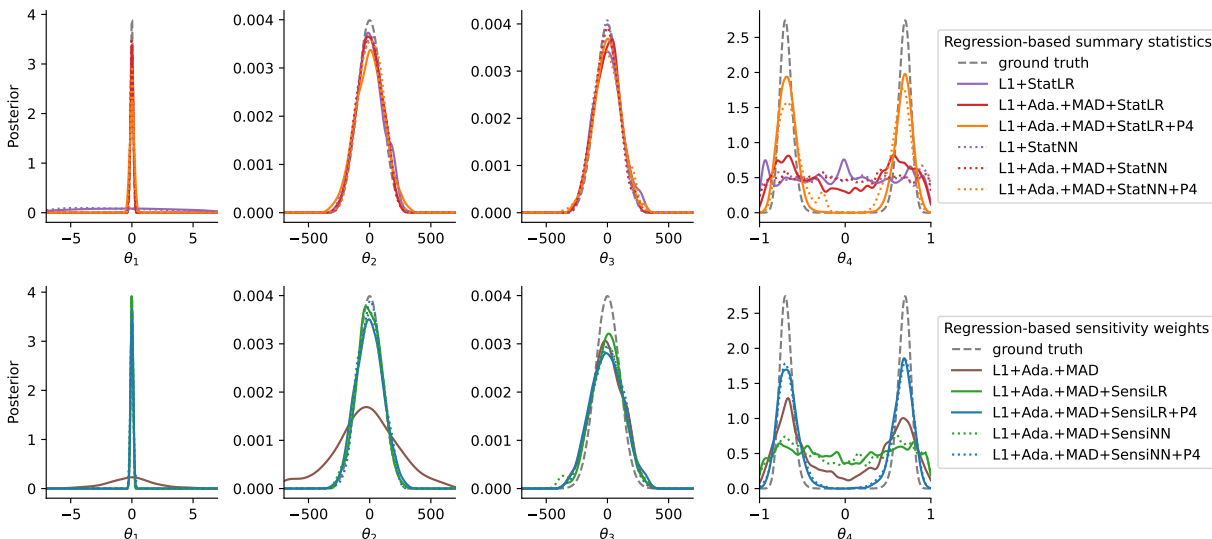 Posterior
4
3
2
1
0
−5
0
5
θ1
0.004
0.003
0.002
0.001
0.000
−500
0
500
θ2
0.004
0.003
0.002
0.001
0.000
−500
0
500
θ3
2.5
2.0
1.5
1.0
0.5
0.0
−1
0
1
θ4
Regression-based summary statistics
ground truth
L1+StatLR
L1+Ada.+MAD+StatLR
L1+Ada.+MAD+StatLR+P4
L1+StatNN
L1+Ada.+MAD+StatNN
L1+Ada.+MAD+StatNN+P4
Posterior
4
3
2
1
0
−5
0
5
θ1
0.004
0.003
0.002
0.001
0.000
−500
0
500
θ2
0.004
0.003
0.002
0.001
0.000
−500
0
500
θ3
2.5
2.0
1.5
1.0
0.5
0.0
−1
0
1
θ4
Regression-based sensitivity weights
ground truth
L1+Ada.+MAD
L1+Ada.+MAD+SensiLR
L1+Ada.+MAD+SensiLR+P4
L1+Ada.+MAD+SensiNN
L1+Ada.+MAD+SensiNN+P4